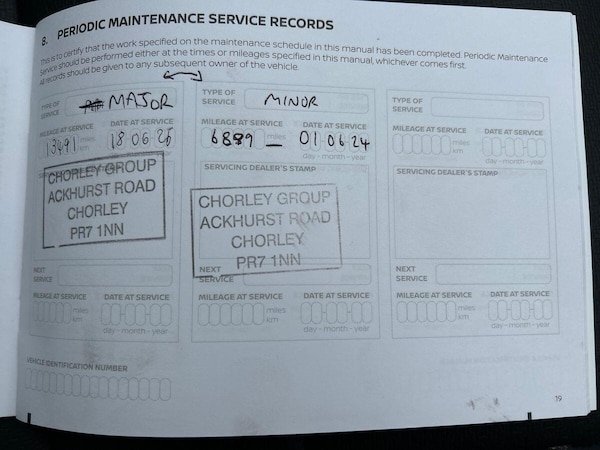 8. PERIODIC MAINTENANCE SERVICE RECORDS
This is to certify that the work specified on the maintenance schedule in this manual has been completed. Periodic Maintenance
Service should be performed either at the times or mileages specified in this manual, whichever comes first.
All records should be given to any subsequent owner of the vehicle.
TYPE OF
SERVICE
MAJOR
MILEAGE AT SERVICE
DATE AT SERVICE
13491 miles
km
18 06 25
CHORLEY GROUP
ACKHURST ROAD
CHORLEY
PR7 1NN
NEXT
SERVICE
MILEAGE AT SERVICE
DATE AT SERVICE
miles
km
day - month - year
TYPE OF
SERVICE
MINOR
MILEAGE AT SERVICE
DATE AT SERVICE
6899 miles
km
01 06 24
day - month - year
SERVICING DEALER'S STAMP
CHORLEY GROUP
ACKHURST ROAD
CHORLEY
PR7 1NN
NEXT
SERVICE
MILEAGE AT SERVICE
DATE AT SERVICE
miles
km
day - month - year
TYPE OF
SERVICE
MILEAGE AT SERVICE
DATE AT SERVICE
miles
km
day - month - year
SERVICING DEALER'S STAMP
NEXT
SERVICE
MILEAGE AT SERVICE
DATE AT SERVICE
miles
km
day - month - year
VEHICLE IDENTIFICATION NUMBER
19